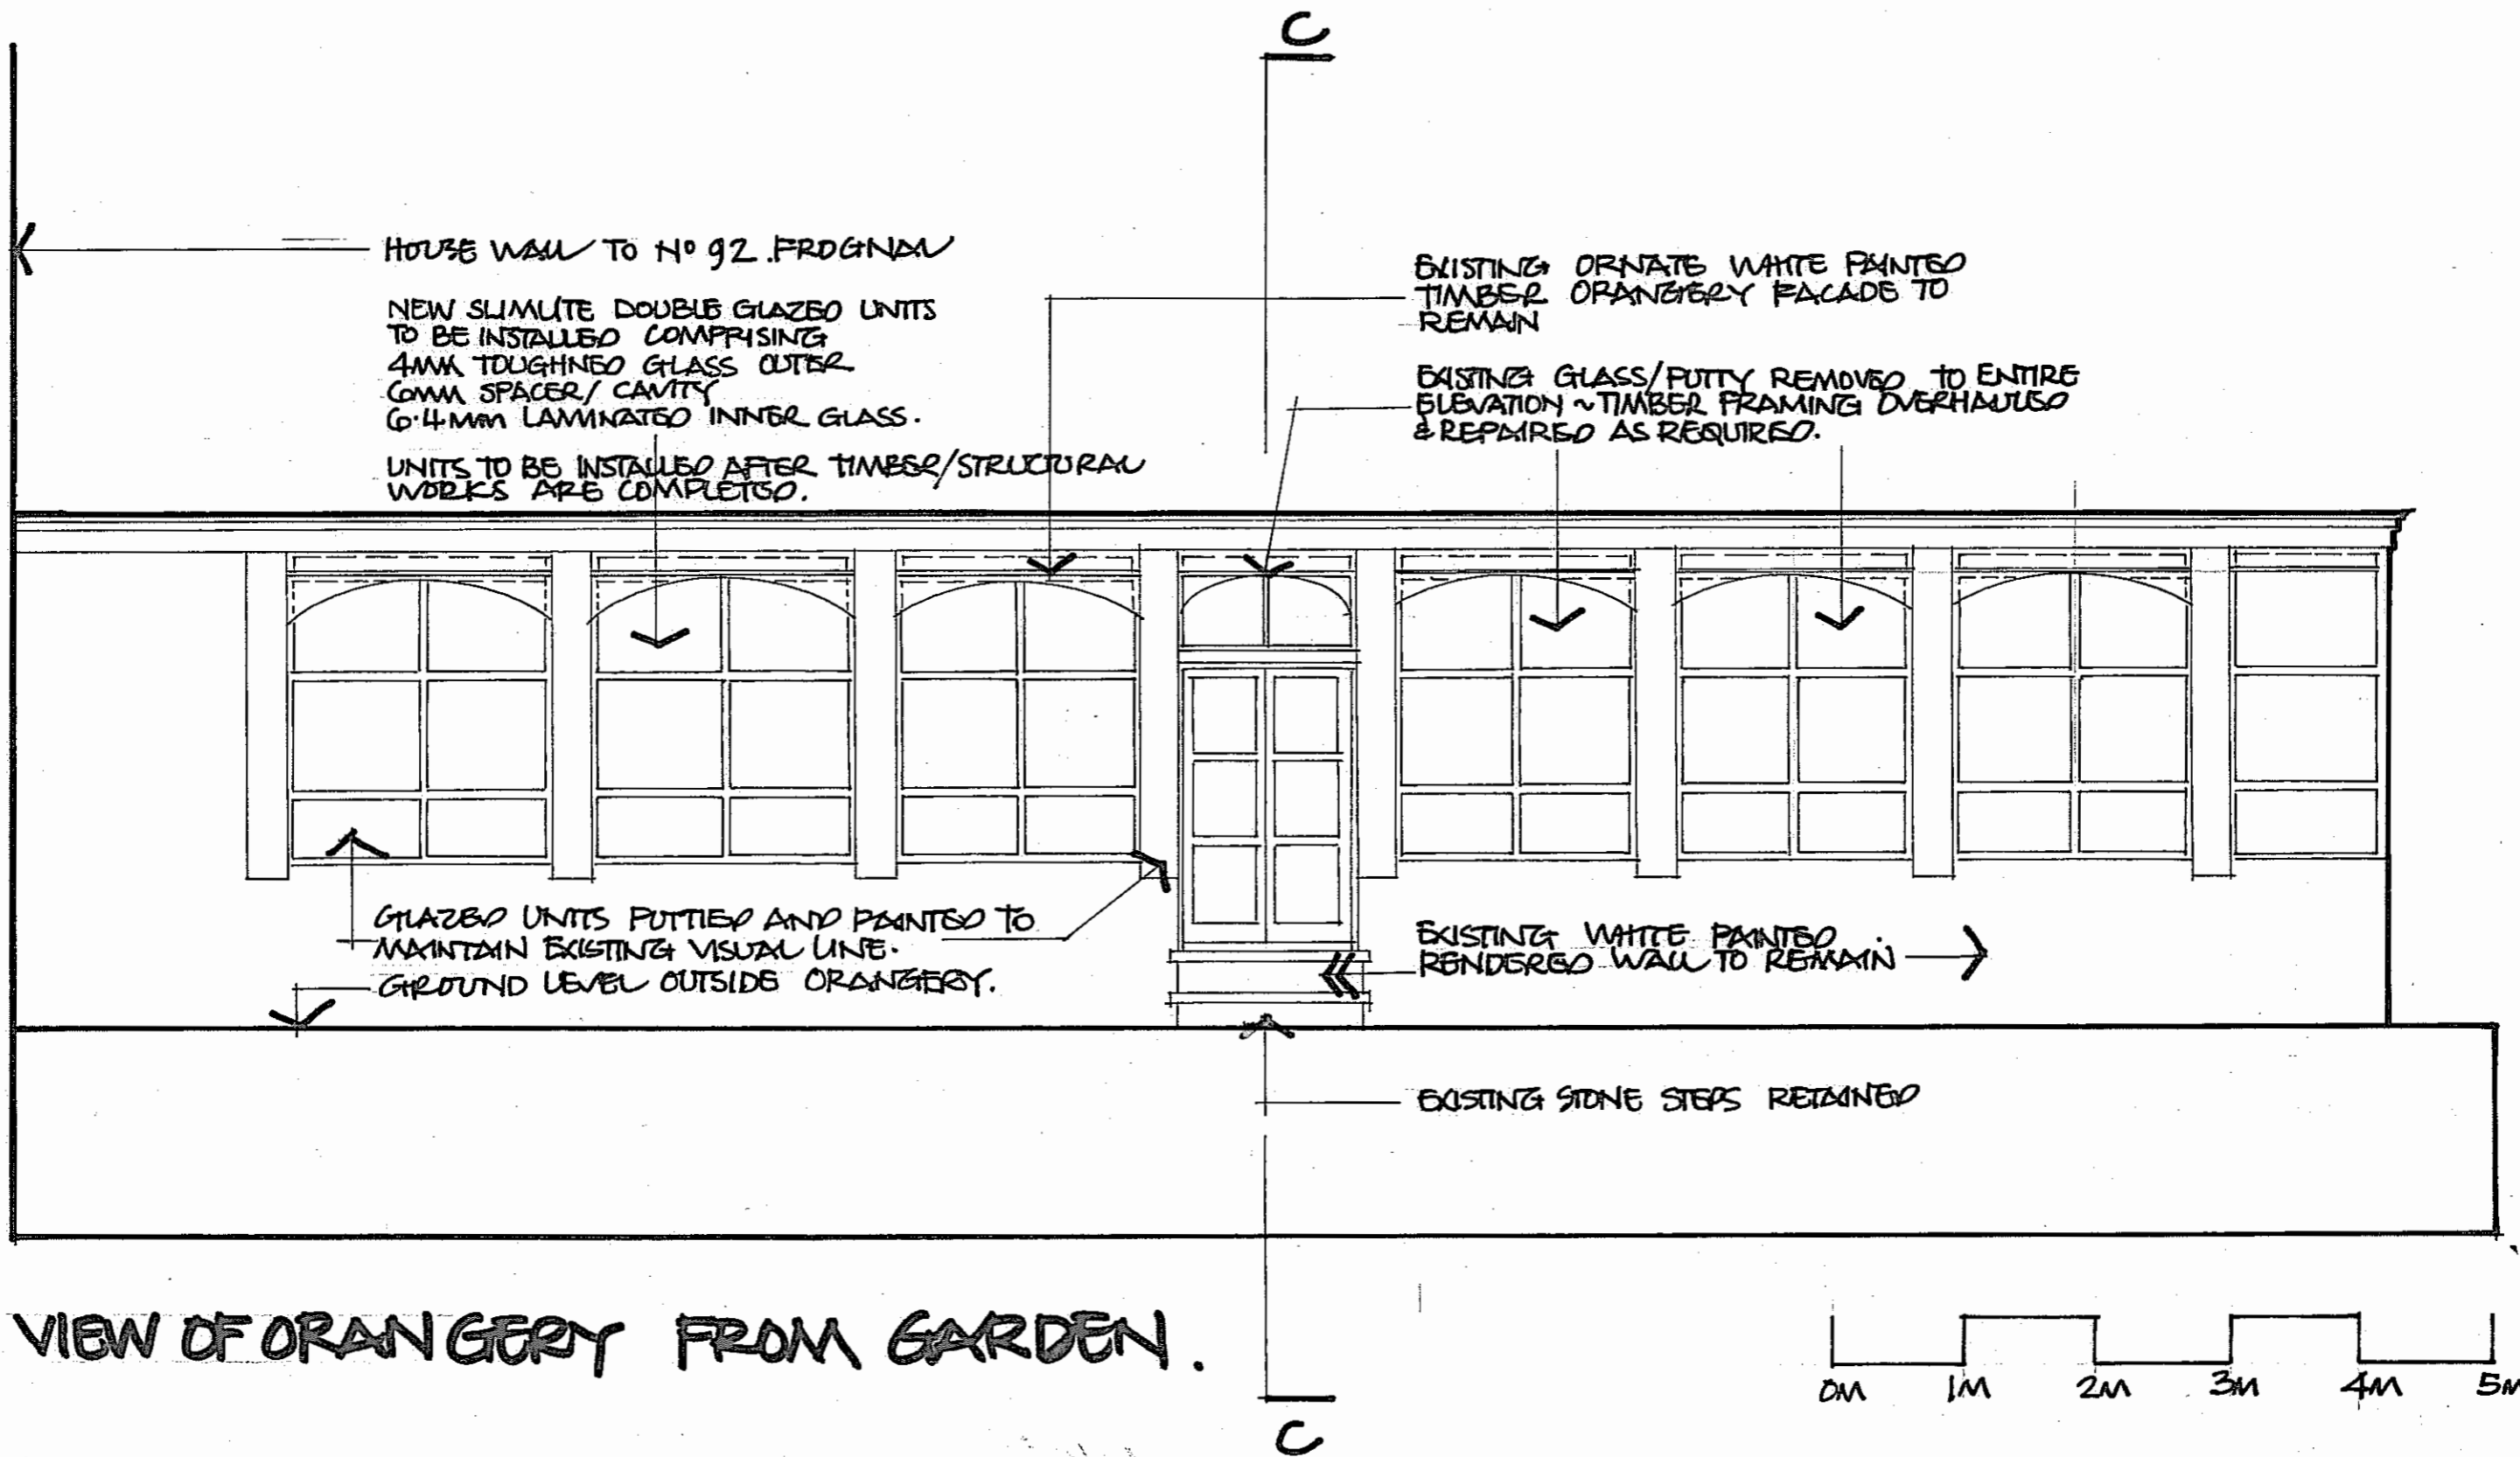 C
HOUSE WALL TO Nº 92. FROGNAL
NEW SLIMLITE DOUBLE GLAZED UNITS
TO BE INSTALLED COMPRISING
4MM TOUGHNED GLASS OUTER
6MM SPACER/ CAVITY
6.4MM LAMINATED INNER GLASS.
UNITS TO BE INSTALLED AFTER TIMBER/STRUCTURAL
WORKS ARE COMPLETED.
EXISTING ORNATE WHITE PAINTED
TIMBER ORANGERY FACADE TO
REMAIN
EXISTING GLASS/PUTTY REMOVED TO ENTIRE
ELEVATION ~ TIMBER FRAMING OVERHAULED
& REPAIRED AS REQUIRED.
GLAZED UNITS PUTTIED AND PAINTED TO
MAINTAIN EXISTING VISUAL LINE.
GROUND LEVEL OUTSIDE ORANGERY.
EXISTING WHITE PAINTED
RENDERED WALL TO REMAIN
EXISTING STONE STEPS RETAINED
VIEW OF ORANGERY FROM GARDEN.
0M 1M 2M 3M 4M 5M
C